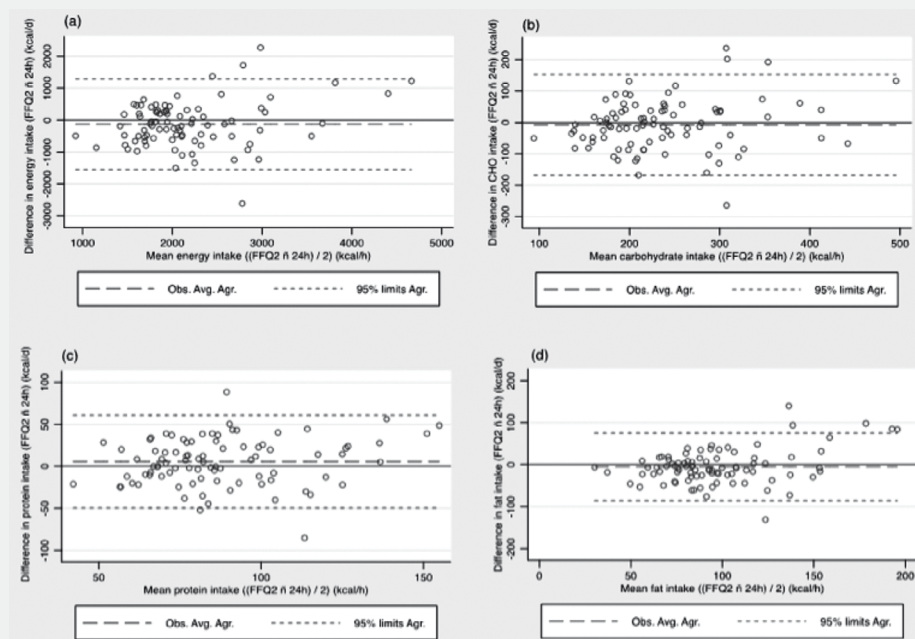 (a)
Difference in energy intake (FFQ2 ñ 24h) (kcal/d)
2000
1000
0
-1000
-2000
-3000
1000 2000 3000 4000 5000
Mean energy intake ((FFQ2 ñ 24h) / 2) (kcal/h)
Obs. Avg. Agr. 95% limits Agr.
(b)
Difference in CHO intake (FFQ2 ñ 24h) (kcal/d)
200
100
0
-100
-200
-300
100 200 300 400 500
Mean carbohydrate intake ((FFQ2 ñ 24h) / 2) (kcal/h)
Obs. Avg. Agr. 95% limits Agr.
(c)
Difference in protein intake (FFQ2 ñ 24h) (kcal/d)
100
50
0
-50
-100
50 100 150
Mean protein intake ((FFQ2 ñ 24h) / 2) (kcal/h)
Obs. Avg. Agr. 95% limits Agr.
(d)
Difference in fat intake (FFQ2 ñ 24h) (kcal/d)
200
100
0
-100
-200
0 50 100 150 200
Mean fat intake ((FFQ2 ñ 24h) / 2) (kcal/h)
Obs. Avg. Agr. 95% limits Agr.